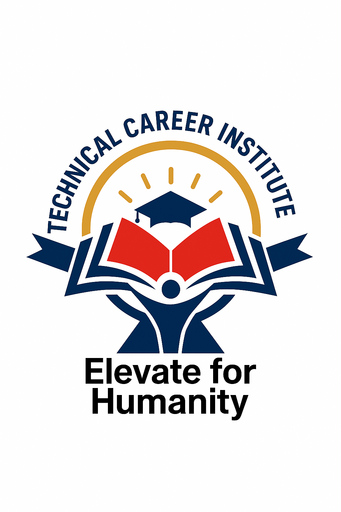 TECHNICAL CAREER INSTITUTE
Elevate for
Humanity